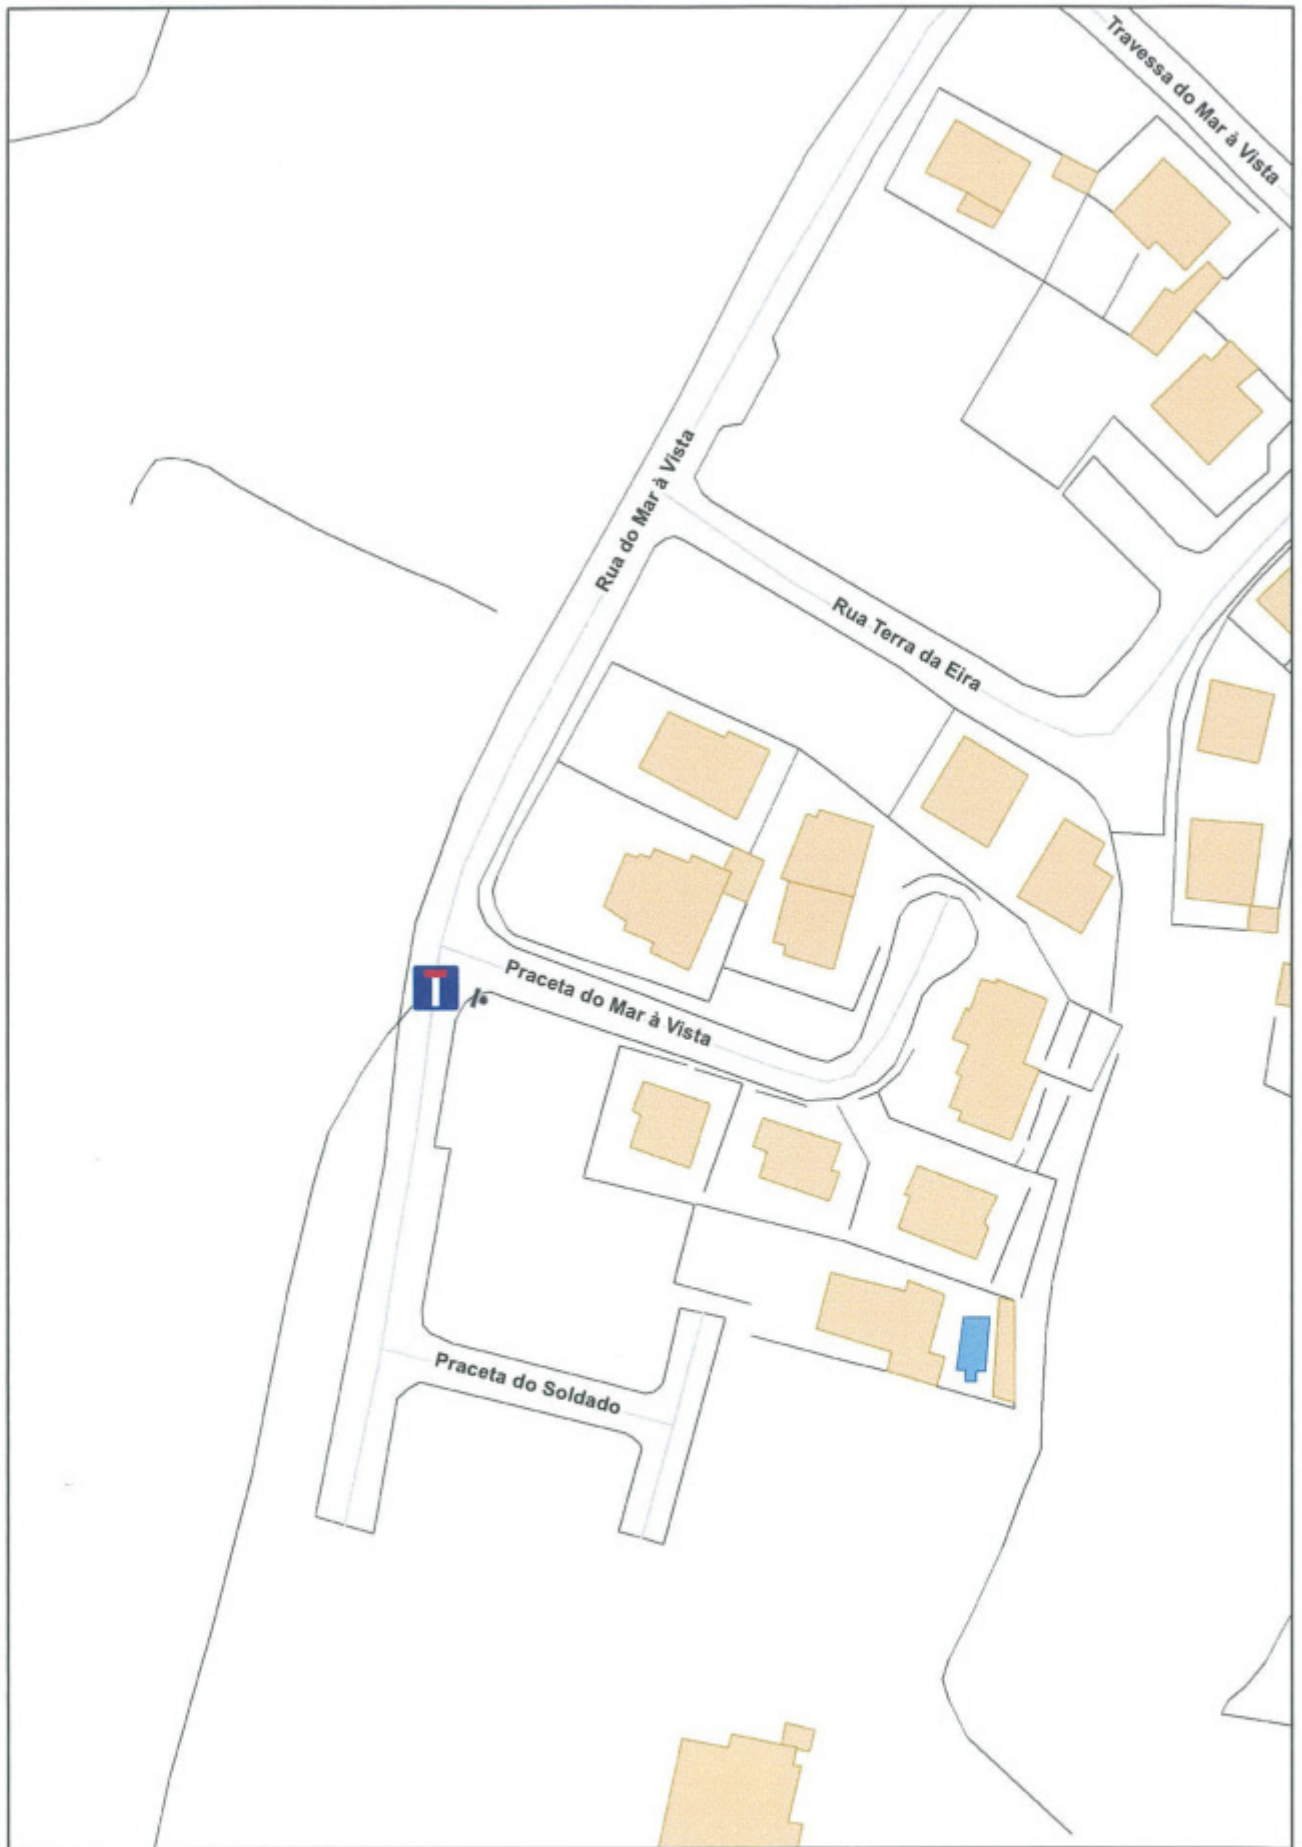 Travessa do Mar à Vista
Rua do Mar à Vista
Rua Terra da Eira
Praceta do Mar à Vista
Praceta do Soldado